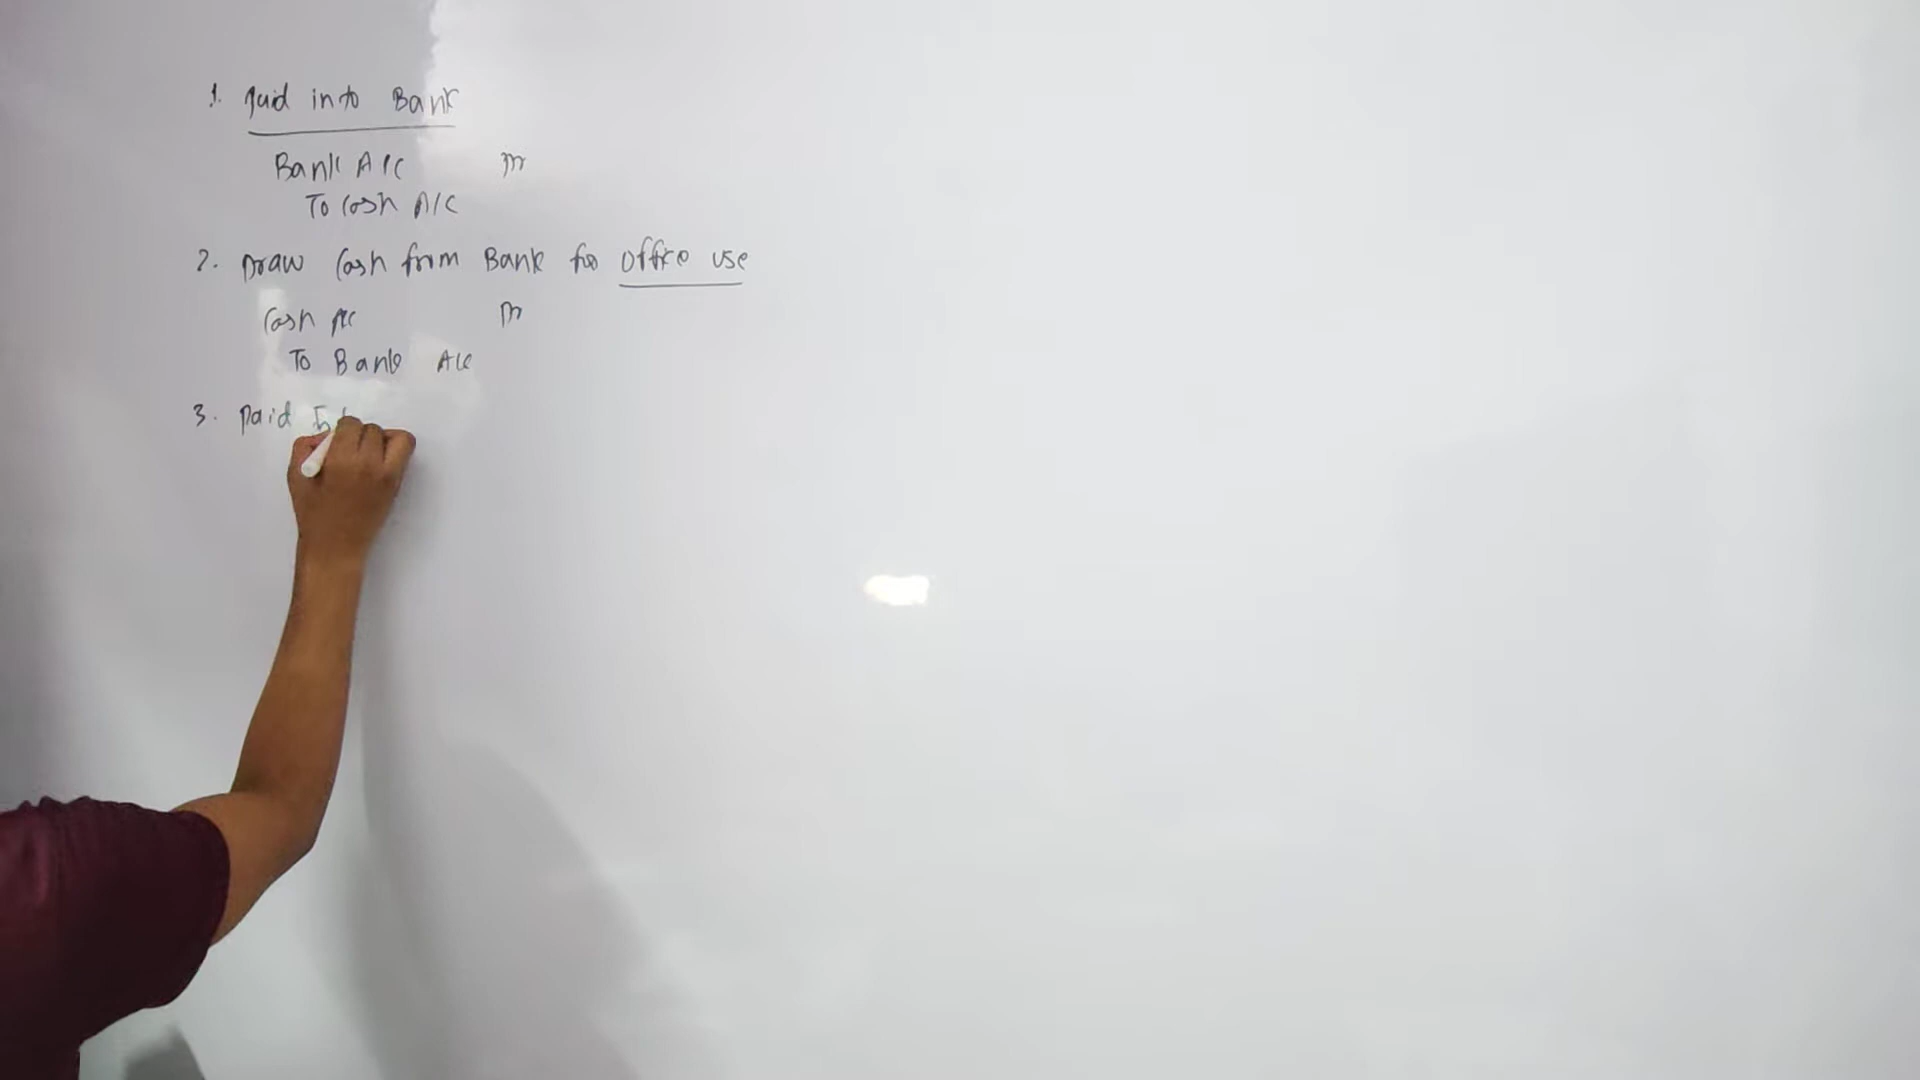 1. paid into Bank
Bank A/C Dr
To Cash A/C
2. Draw Cash from Bank for office use
Cash A/C Dr
To Bank A/C
3. paid